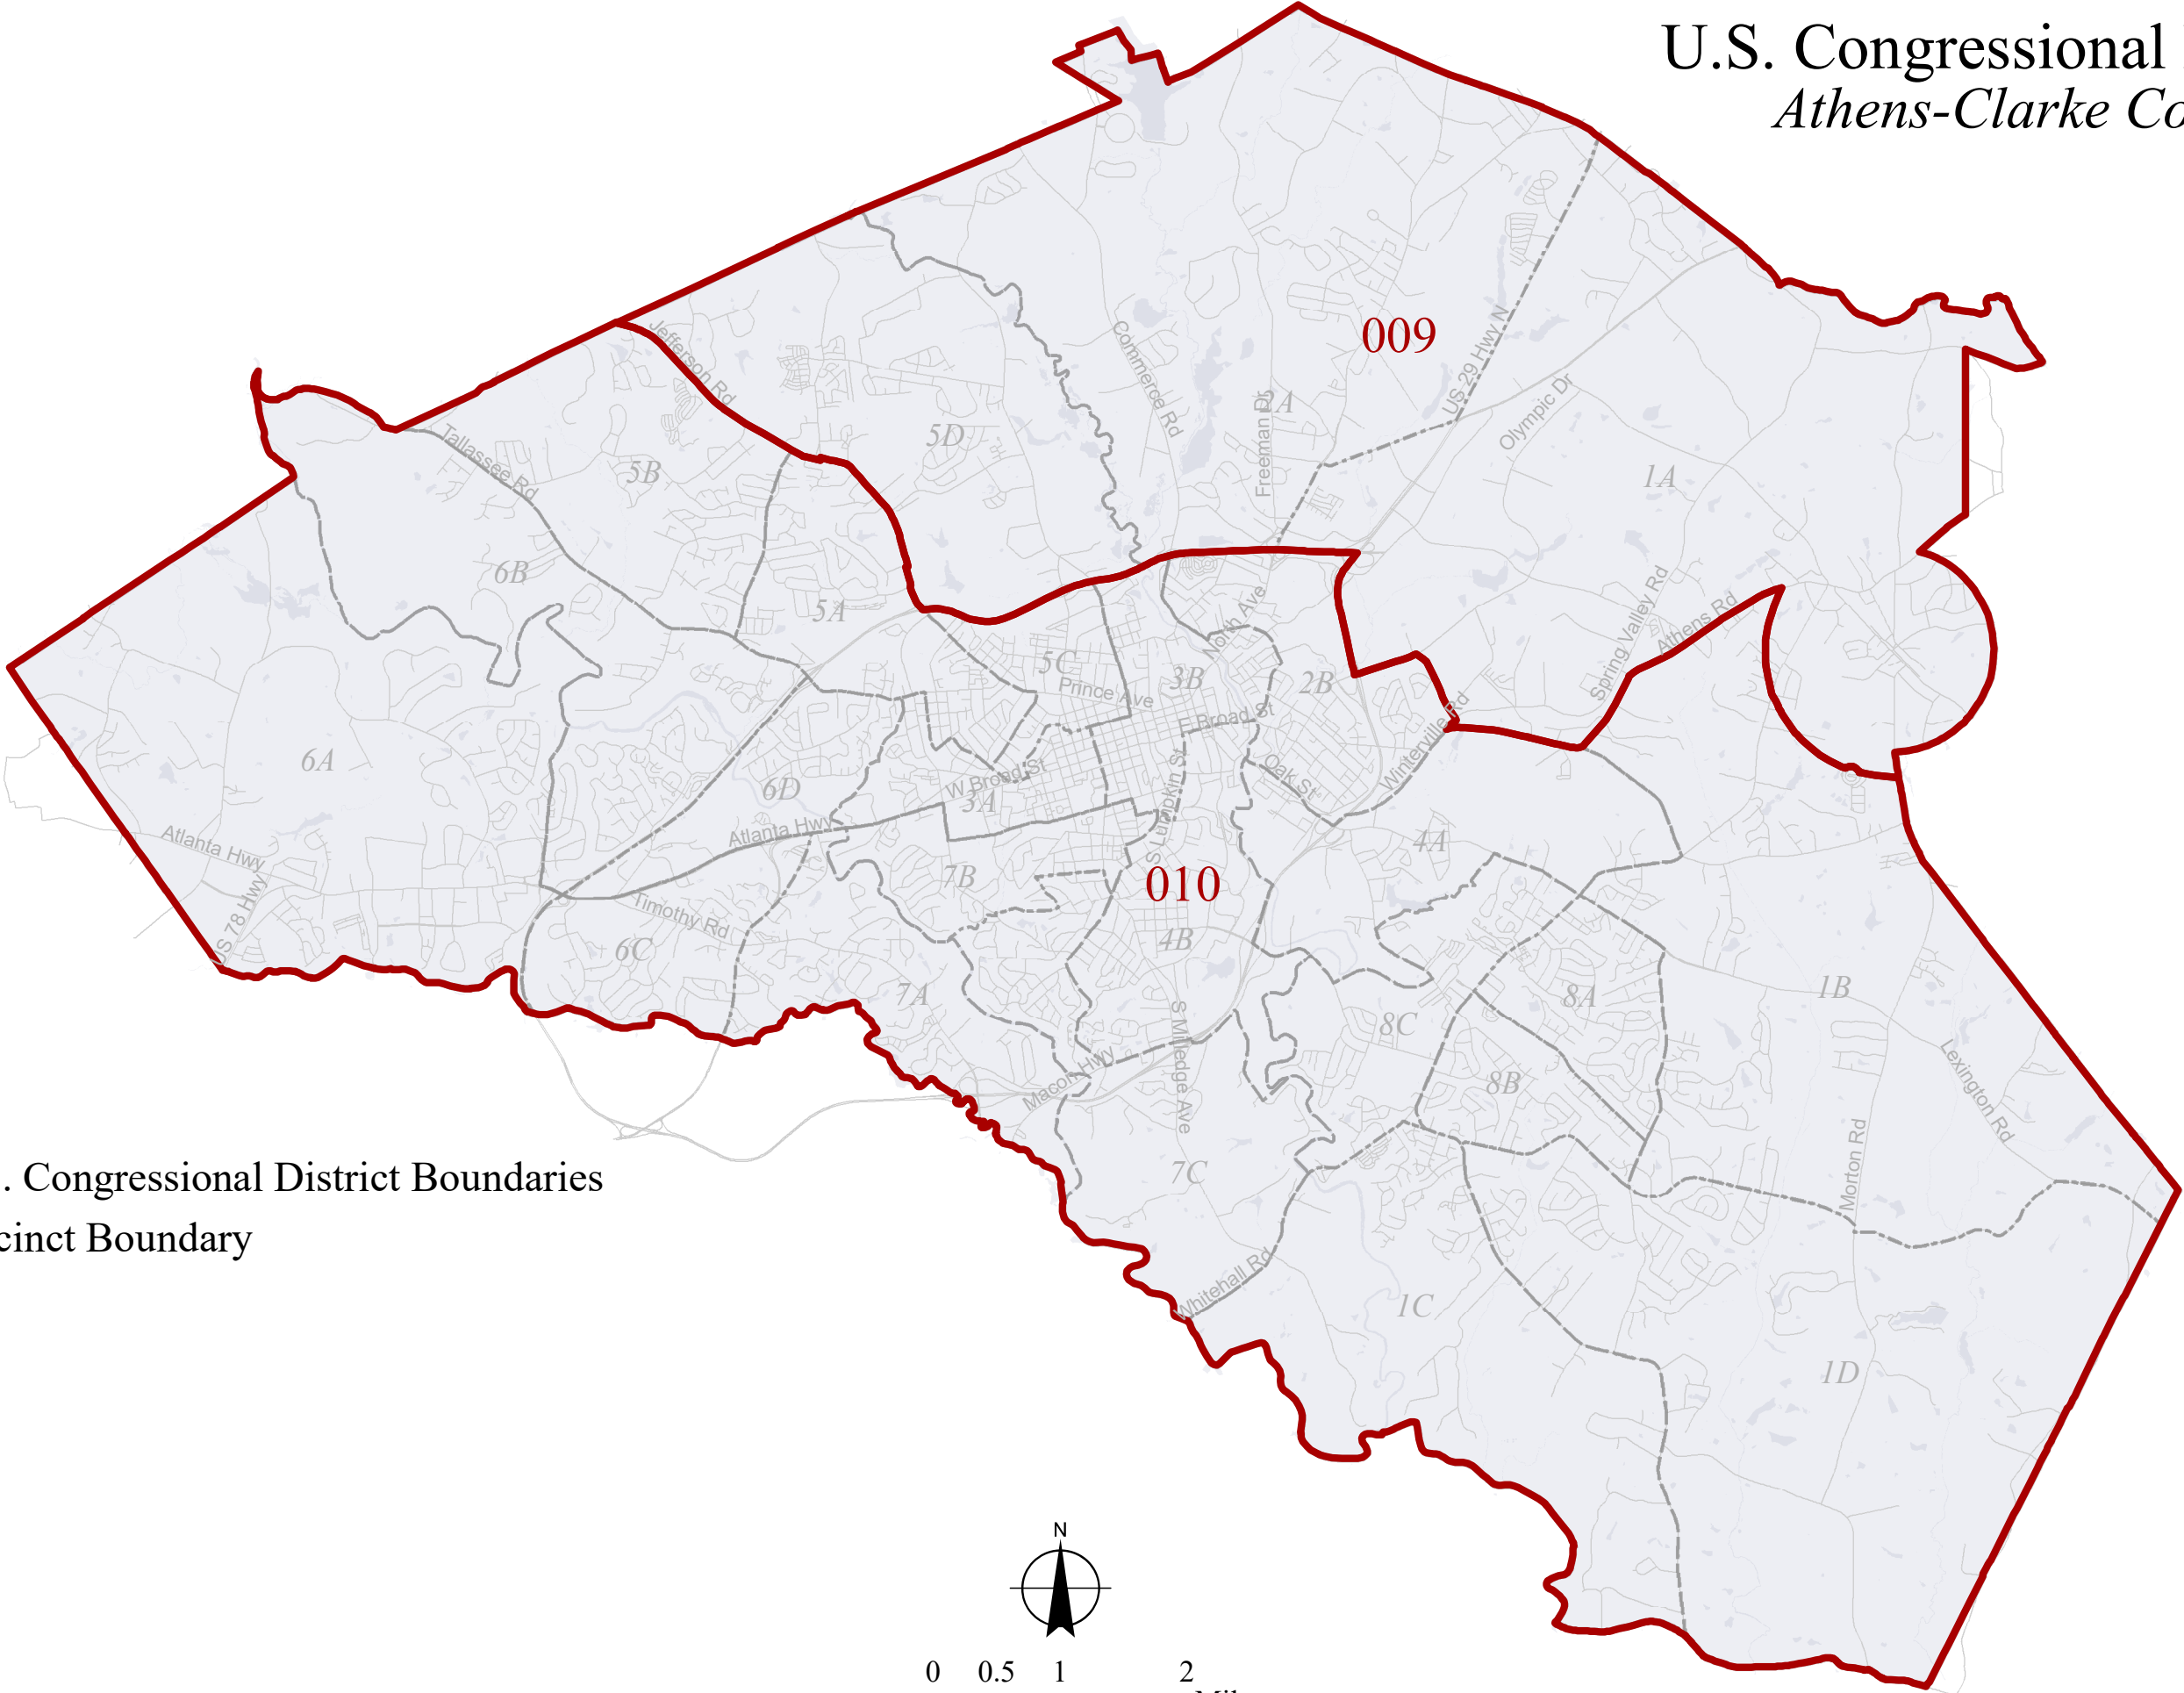 U.S. Congressional
Athens-Clarke Co
009
Jefferson Rd
Commerce Rd
US 29 Hwy N
2A
Freeman Dr
Olympic Dr
5D
Tallassee Rd
5B
1A
6B
5A
North Ave
Spring Valley Rd
Athens Rd
5C
3B
2B
Prince Ave
E Broad St
Winterville Rd
6A
6D
W Broad St
3A
Oak St
S Lumpkin St
Atlanta Hwy
Atlanta Hwy
4A
7B
010
S 78 Hwy
Timothy Rd
6C
4B
7A
8A
1B
8C
S Milledge Ave
Macon Hwy
8B
Lexington Rd
Morton Rd
7C
. Congressional District Boundaries
cinct Boundary
Whitehall Rd
1C
1D
N
0 0.5 1 2